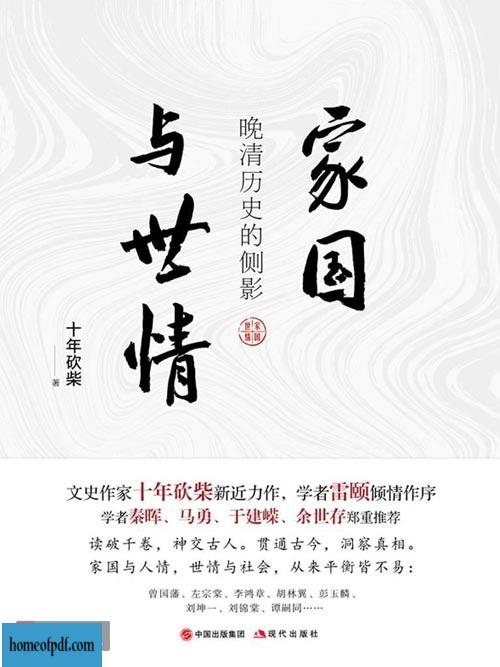 家国
与世情
晚清历史的侧影
家国
世情
十年砍柴
著
文史作家十年砍柴新近力作，学者雷颐倾情作序
学者秦晖、马勇、于建嵘、余世存郑重推荐
读破千卷，神交古人。贯通古今，洞察真相。
家国与人情，世情与社会，从来平衡皆不易：
曾国藩、左宗棠、李鸿章、胡林翼、彭玉麟、
刘坤一、刘锦棠、谭嗣同……
中国出版集团 现代出版社
homeofpdf.com